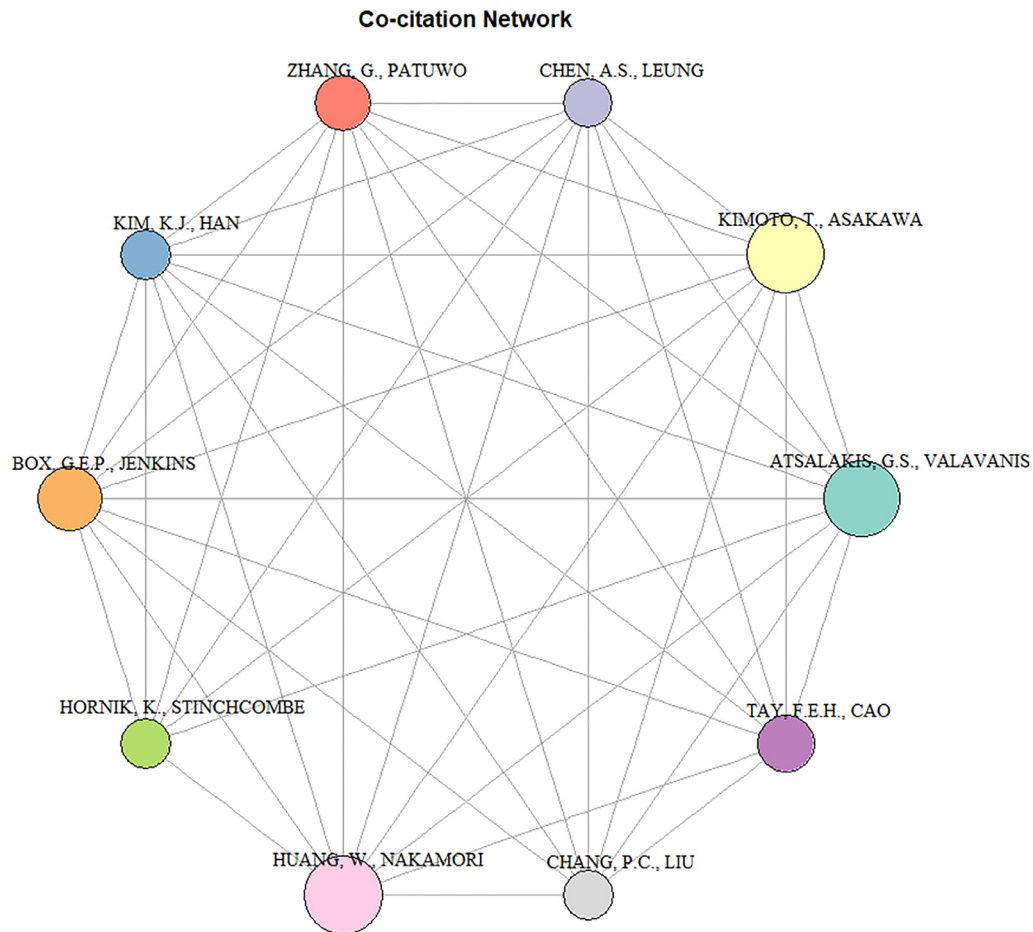 Co-citation Network
ZHANG, G., PATUWO
CHEN, A.S., LEUNG
KIM, K.J., HAN
KIMOTO, T., ASAKAWA
BOX, G.E.P., JENKINS
ATSALAKIS, G.S., VALAVANIS
HORNIK, K., STINCHCOMBE
TAY, F.E.H., CAO
HUANG, W., NAKAMORI
CHANG, P.C., LIU